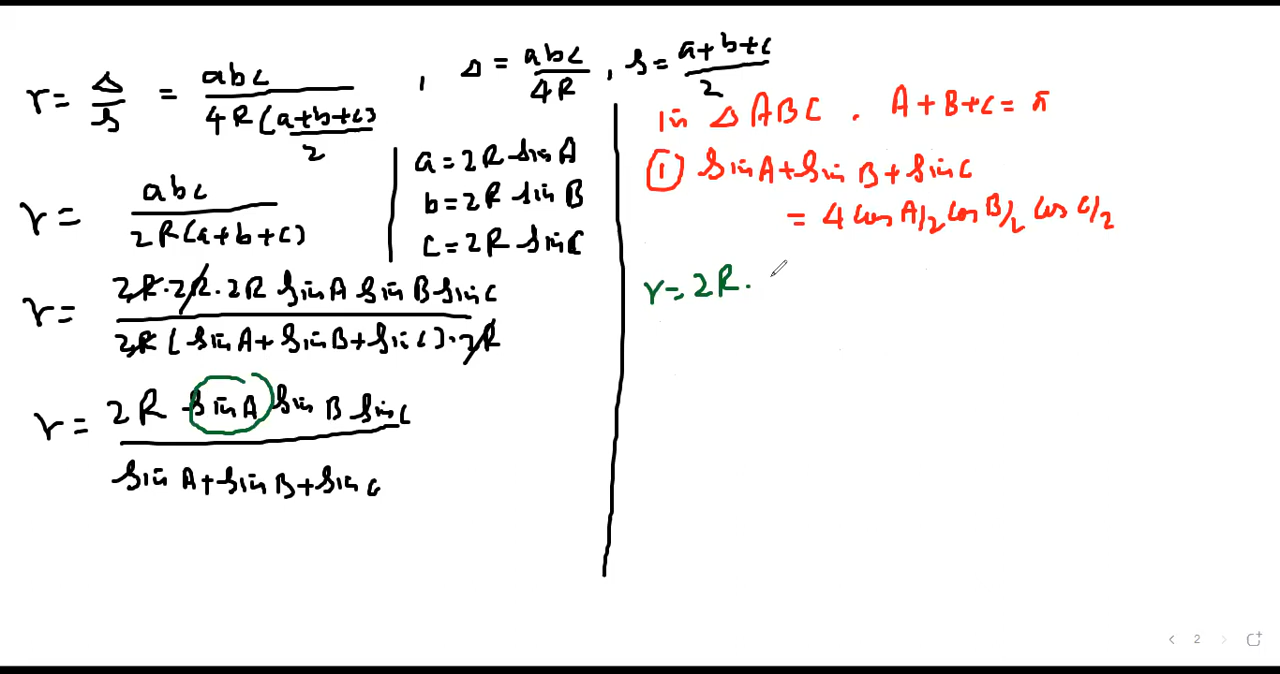 r = Δ/s = abc/(4R(a+b+c)/2) , Δ = abc/4R , s = (a+b+c)/2
r = abc/(2R(a+b+c))
a = 2R sin A
b = 2R sin B
c = 2R sin C
r = (2R · 2R · 2R sin A sin B sin C)/(2R (sin A + sin B + sin C) · 2R)
r = (2R sin A sin B sin C)/(sin A + sin B + sin C)
in Δ ABC . A + B + C = π
① sin A + sin B + sin C
= 4 cos A/2 cos B/2 cos C/2
r = 2R .
2